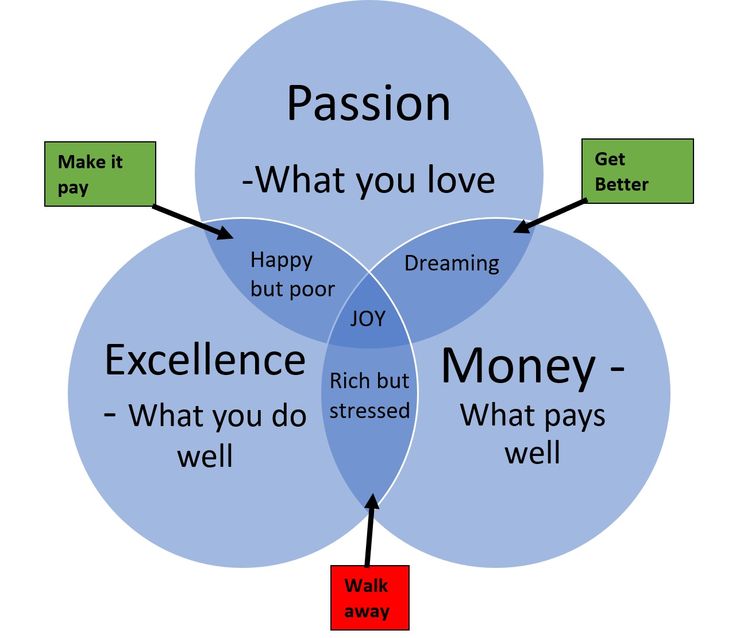 Passion
-What you love
Make it
pay
Get
Better
Happy
but poor
Dreaming
JOY
Excellence
- What you do
well
Rich but
stressed
Money -
What pays
well
Walk
away